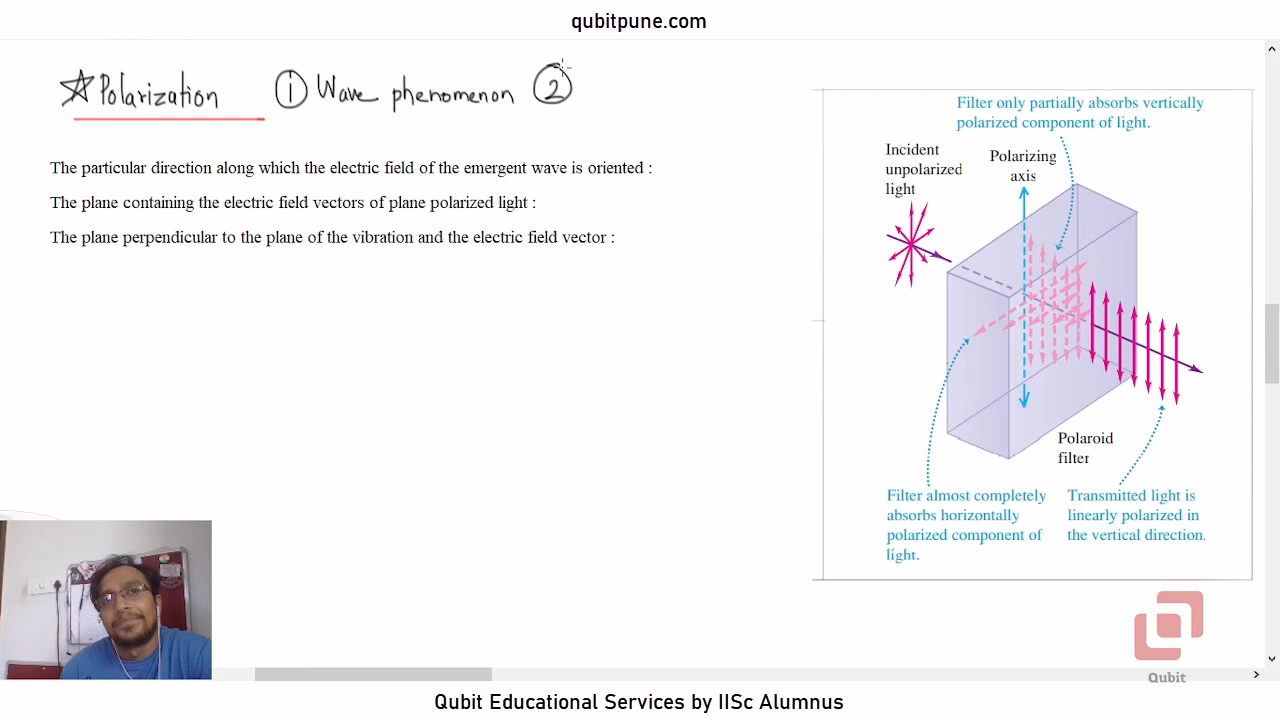 qubitpune.com
☆ Polarization ① Wave phenomenon ②
The particular direction along which the electric field of the emergent wave is oriented :
The plane containing the electric field vectors of plane polarized light :
The plane perpendicular to the plane of the vibration and the electric field vector :
Filter only partially absorbs vertically
polarized component of light.
Incident
unpolarized
light
Polarizing
axis
Polaroid
filter
Filter almost completely
absorbs horizontally
polarized component of
light.
Transmitted light is
linearly polarized in
the vertical direction.
Qubit
Qubit Educational Services by IISc Alumnus